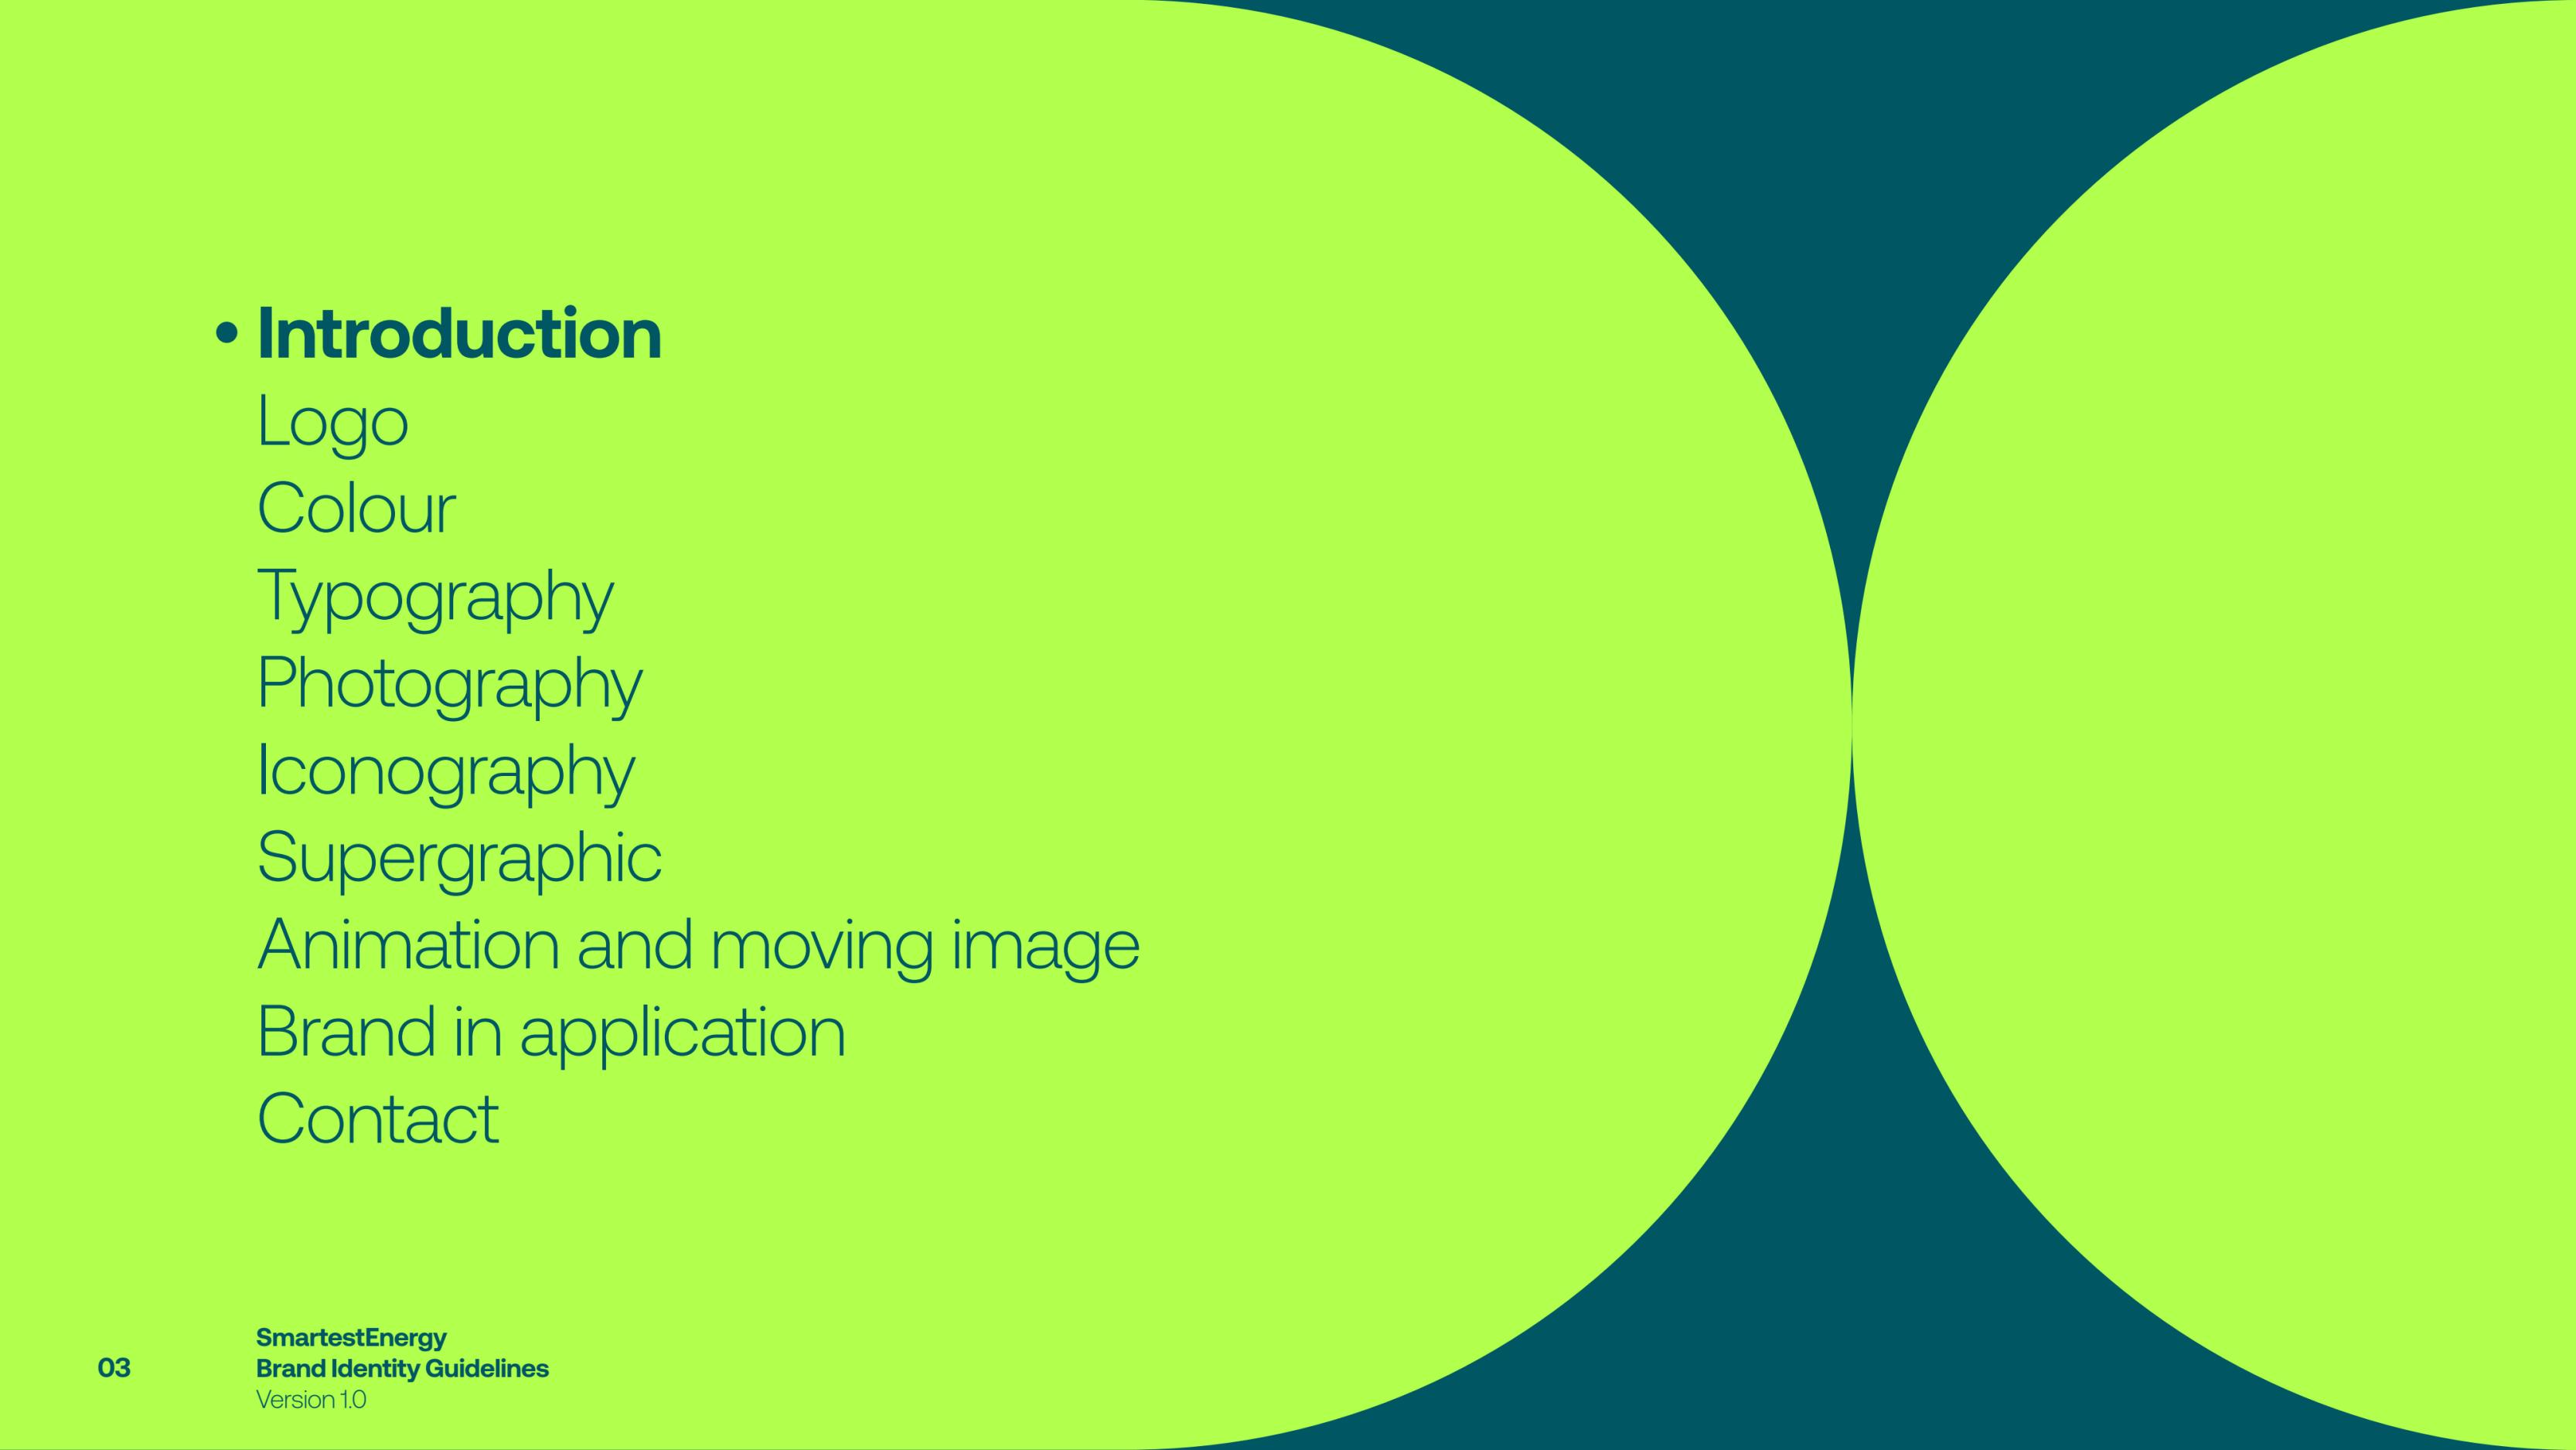 • Introduction
Logo
Colour
Typography
Photography
Iconography
Supergraphic
Animation and moving image
Brand in application
Contact
03
SmartestEnergy
Brand Identity Guidelines
Version 1.0